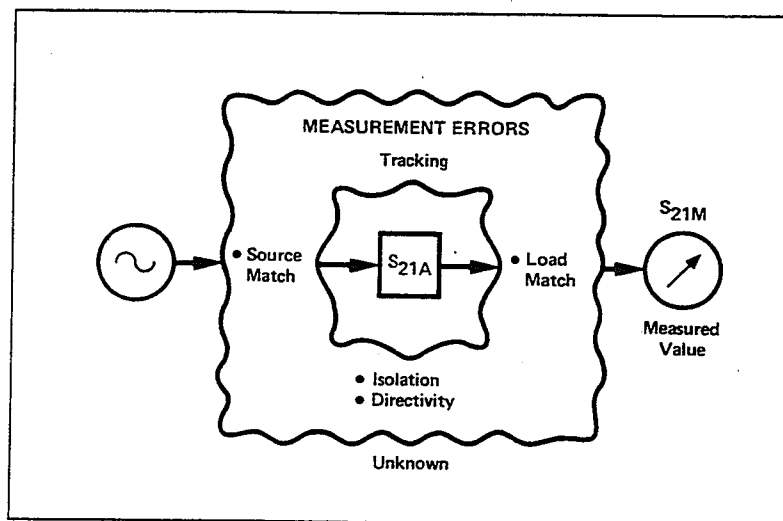 MEASUREMENT ERRORS
Tracking
S21M
• Source
Match
S21A
• Load
Match
Measured
Value
• Isolation
• Directivity
Unknown